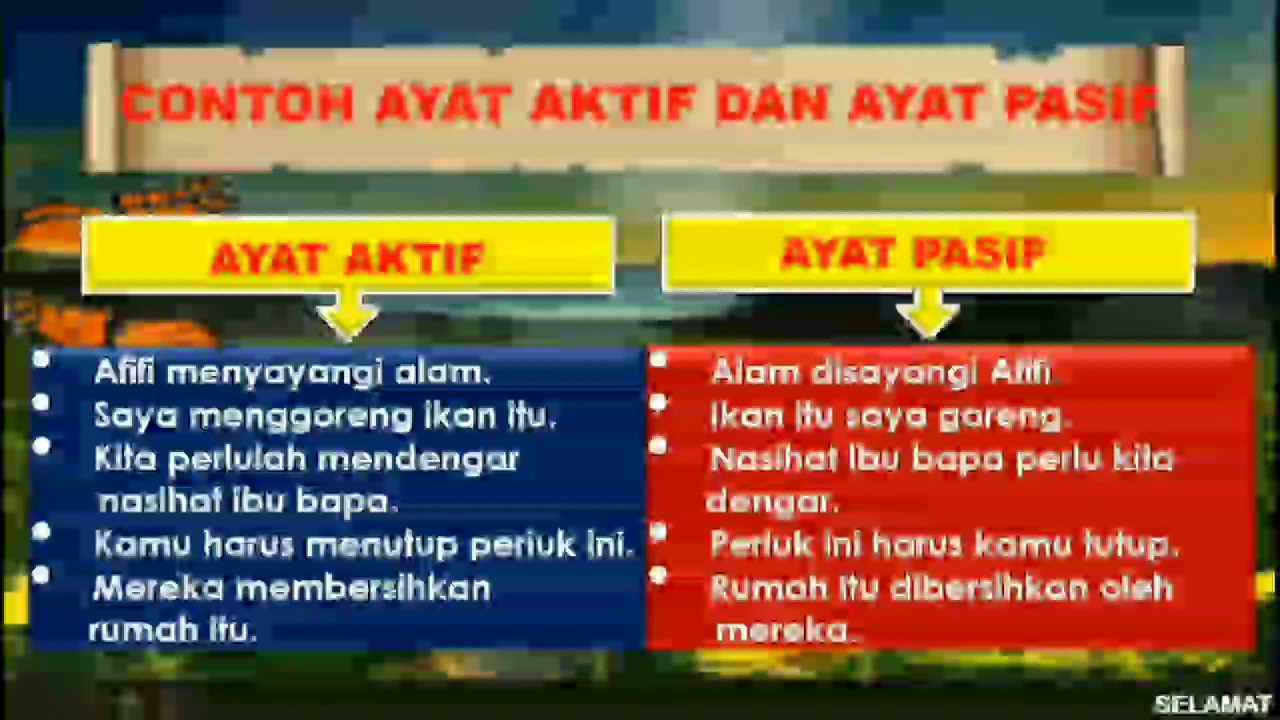 CONTOH AYAT AKTIF DAN AYAT PASIF
AYAT AKTIF
Afifi menyayangi alam.
Saya menggoreng ikan itu.
Kita perlulah mendengar
nasihat ibu bapa.
Kamu harus menutup periuk ini.
Mereka membersihkan
rumah itu.
AYAT PASIF
Alam disayangi Afifi.
Ikan itu saya goreng.
Nasihat ibu bapa perlu kita
dengar.
Periuk ini harus kamu tutup.
Rumah itu dibersihkan oleh
mereka.
SELAMAT